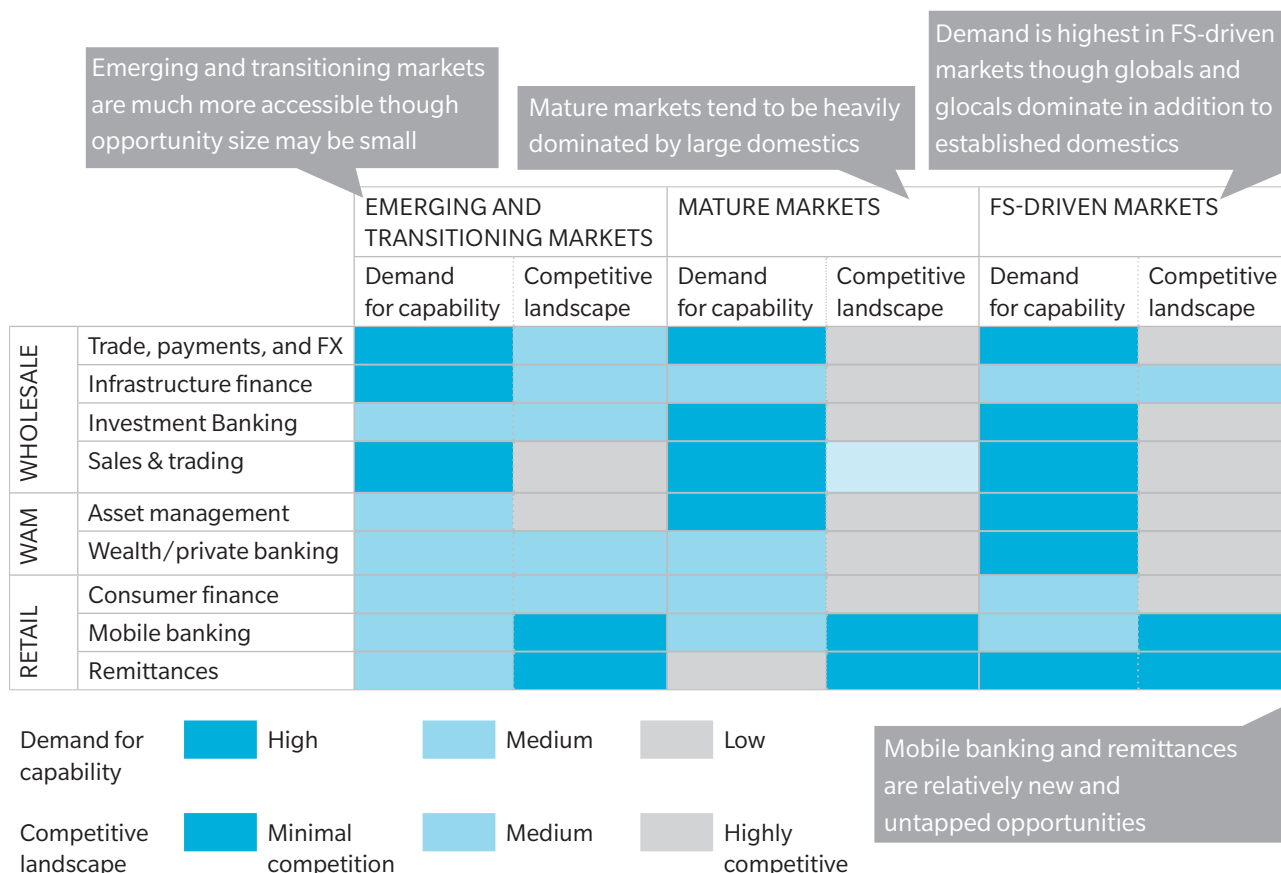 Emerging and transitioning markets
are much more accessible though
opportunity size may be small
Mature markets tend to be heavily
dominated by large domestics
Demand is highest in FS-driven
markets though globals and
glocals dominate in addition to
established domestics
EMERGING AND
TRANSITIONING MARKETS
MATURE MARKETS
FS-DRIVEN MARKETS
Demand
for capability
Competitive
landscape
Demand
for capability
Competitive
landscape
Demand
for capability
Competitive
landscape
WHOLESALE
Trade, payments, and FX
Infrastructure finance
Investment Banking
Sales & trading
WAM
Asset management
Wealth/private banking
RETAIL
Consumer finance
Mobile banking
Remittances
Demand for
capability
High
Medium
Low
Competitive
landscape
Minimal
competition
Medium
Highly
competitive
Mobile banking and remittances
are relatively new and
untapped opportunities